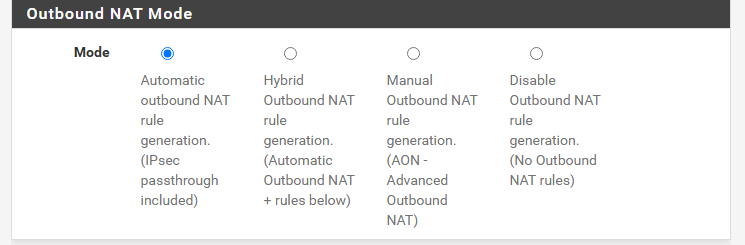 Outbound NAT Mode
Mode
Automatic
outbound NAT
rule
generation.
(IPsec
passthrough
included)
Hybrid
Outbound NAT
rule
generation.
(Automatic
Outbound NAT
+ rules below)
Manual
Outbound NAT
rule
generation.
(AON -
Advanced
Outbound
NAT)
Disable
Outbound NAT
rule
generation.
(No Outbound
NAT rules)